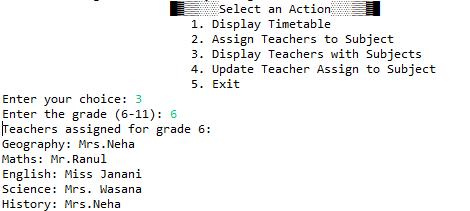 Select an Action
1. Display Timetable
2. Assign Teachers to Subject
3. Display Teachers with Subjects
4. Update Teacher Assign to Subject
5. Exit
Enter your choice: 3
Enter the grade (6-11): 6
Teachers assigned for grade 6:
Geography: Mrs.Neha
Maths: Mr.Ranul
English: Miss Janani
Science: Mrs. Wasana
History: Mrs.Neha